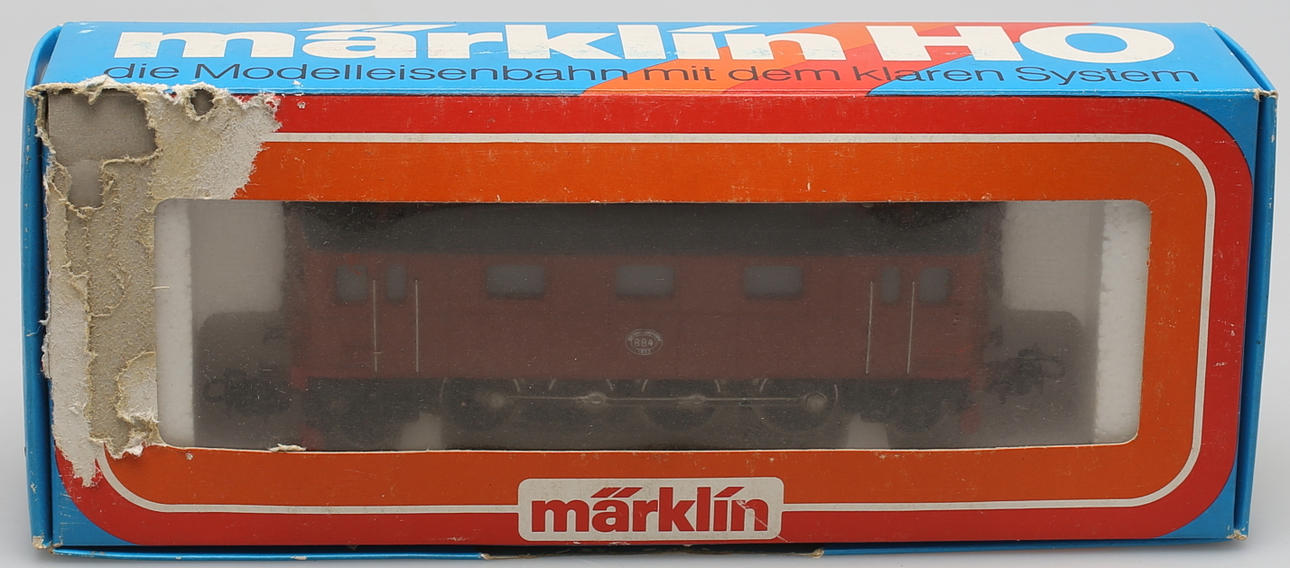 märklin HO
die Modelleisenbahn mit dem klaren System
884
märklin